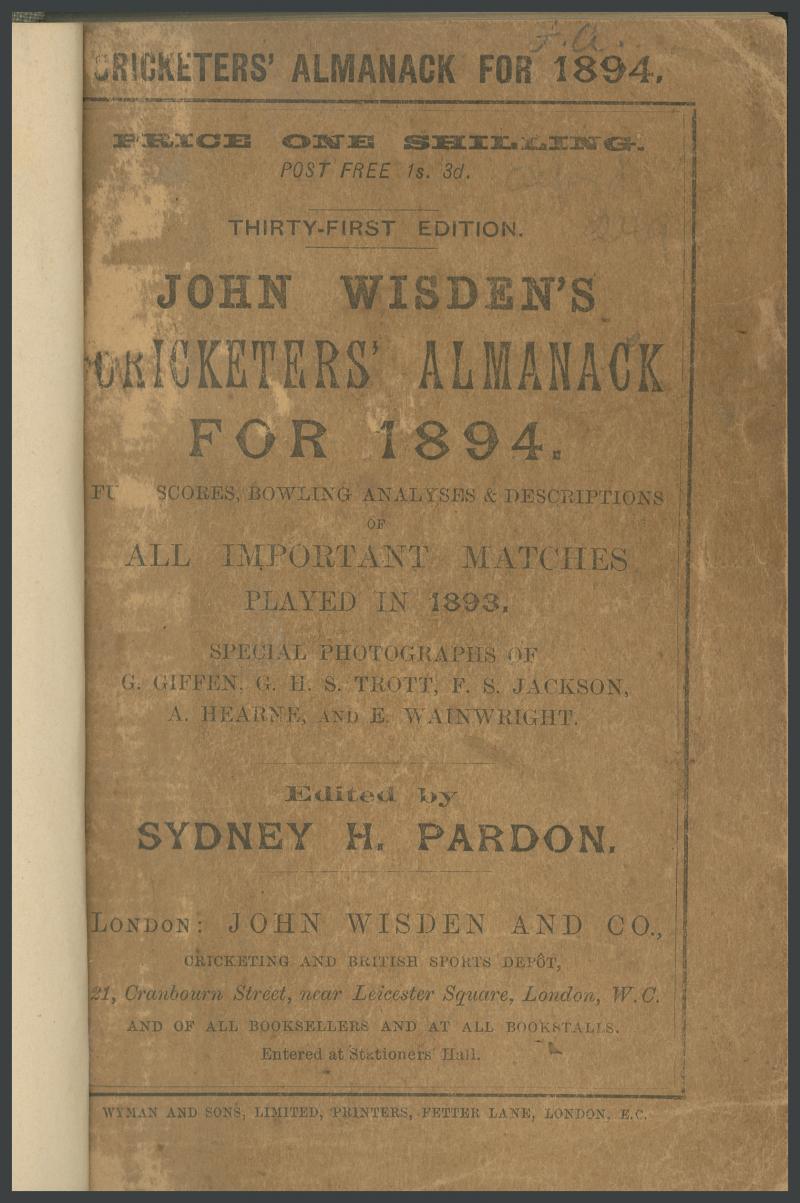 F. A.
CRICKETERS' ALMANACK FOR 1894.
PRICE ONE SHILLING.
POST FREE 1s. 3d.
THIRTY-FIRST EDITION.
JOHN WISDEN'S
CRICKETERS' ALMANACK
FOR 1894.
SCORES, BOWLING ANALYSES & DESCRIPTIONS
OF
ALL IMPORTANT MATCHES
PLAYED IN 1893.
SPECIAL PHOTOGRAPHS OF
G. GIFFEN, G. H. S. TROTT, F. S. JACKSON,
A. HEARNE, AND E. WAINWRIGHT.
Edited by
SYDNEY H. PARDON.
LONDON: JOHN WISDEN AND CO.,
CRICKETING AND BRITISH SPORTS DEPÔT,
21, Cranbourn Street, near Leicester Square, London, W.C.
AND OF ALL BOOKSELLERS AND AT ALL BOOKSTALLS.
Entered at Stationers' Hall.
WYMAN AND SONS, LIMITED, PRINTERS, FETTER LANE, LONDON, E.C.